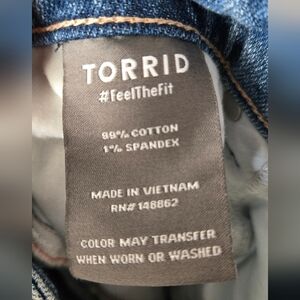 TORRID
#FeelTheFit
99% COTTON
1% SPANDEX
MADE IN VIETNAM
RN# 148862
COLOR MAY TRANSFER
WHEN WORN OR WASHED